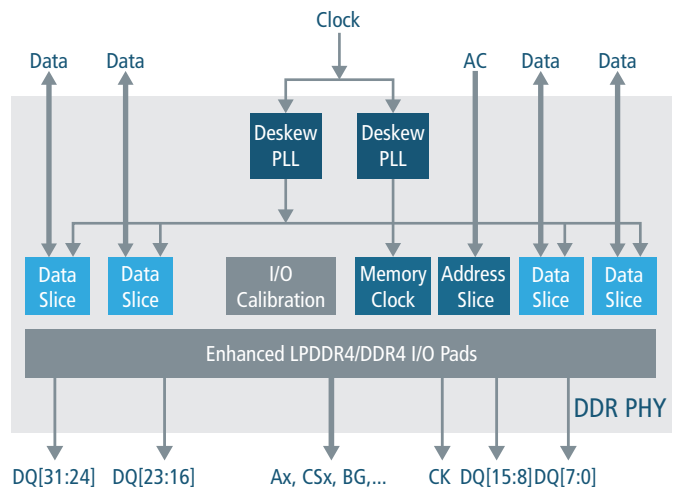 Clock
Data
Data
AC
Data
Data
Deskew
PLL
Deskew
PLL
Data
Slice
Data
Slice
I/O
Calibration
Memory
Clock
Address
Slice
Data
Slice
Data
Slice
Enhanced LPDDR4/DDR4 I/O Pads
DDR PHY
DQ[31:24]
DQ[23:16]
Ax, CSx, BG,...
CK
DQ[15:8]
DQ[7:0]